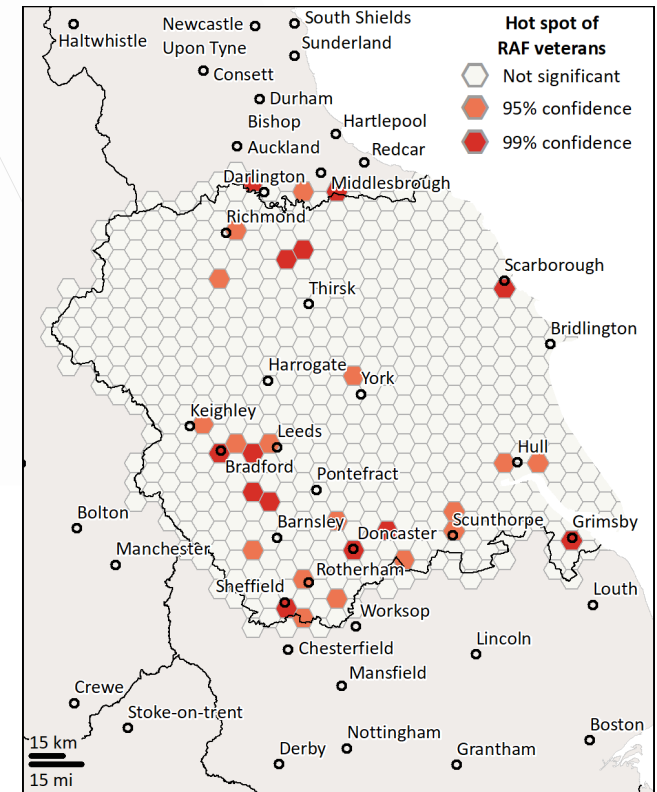 Haltwhistle
Newcastle
Upon Tyne
South Shields
Sunderland
Consett
Durham
Bishop
Auckland
Hartlepool
Redcar
Darlington
Middlesbrough
Richmond
Hot spot of
RAF veterans
Not significant
95% confidence
99% confidence
Thirsk
Scarborough
Bridlington
Harrogate
York
Keighley
Leeds
Bradford
Hull
Pontefract
Bolton
Barnsley
Doncaster
Scunthorpe
Grimsby
Manchester
Rotherham
Sheffield
Louth
Worksop
Chesterfield
Lincoln
Mansfield
Crewe
Stoke-on-trent
Nottingham
Boston
Derby
Grantham
15 km
15 mi